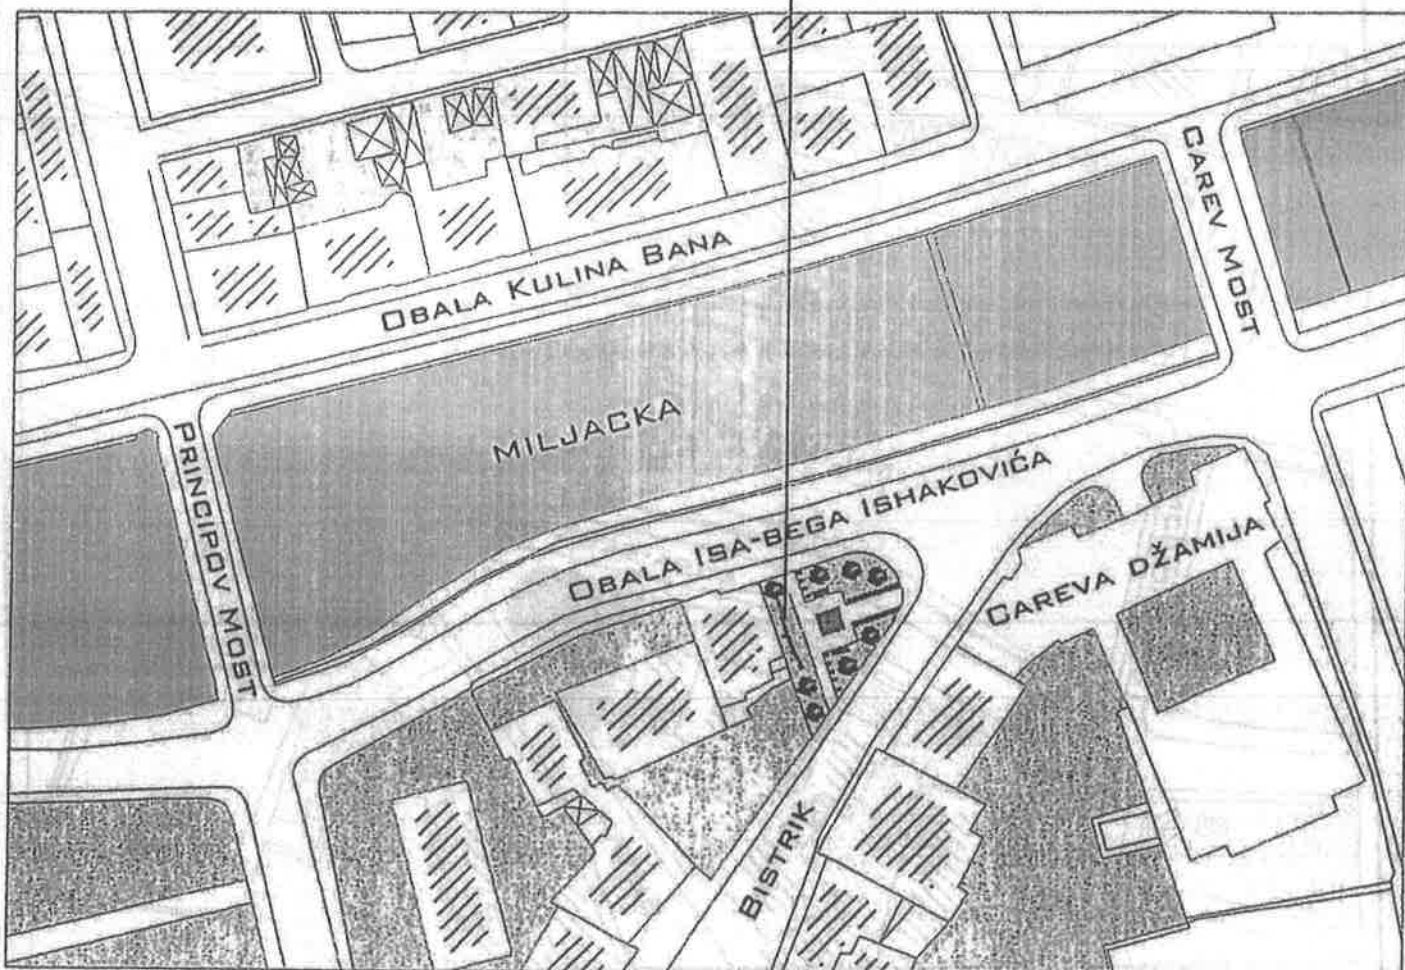 CAREV MOST
OBALA KULINA BANA
MILJACKA
PRINCIPOV MOST
OBALA ISA-BEGA ISHAKOVIĆA
CAREVA DŽAMIJA
BISTRIK